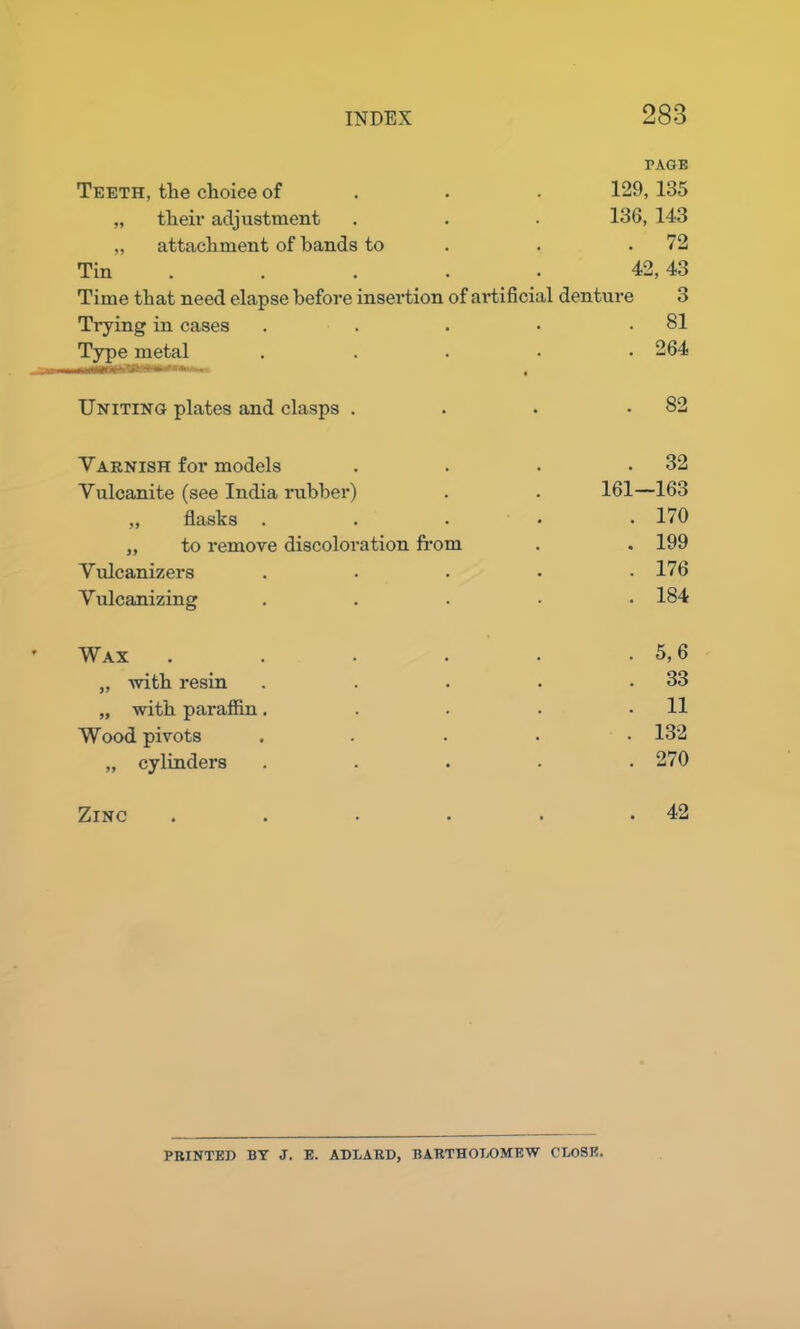 INDEX 283
PAGE
TEETH, the choice of . . . 129, 135
„ their adjustment . . . 136, 143
„ attachment of bands to . . . 72
Tin . . . . . 42, 43
Time that need elapse before insertion of artificial denture 3
Trying in cases . . . . . 81
Type metal . . . . . 264
UNITING plates and clasps . . . . 82
VARNISH for models . . . . 32
Vulcanite (see India rubber) . . 161—163
„ flasks . . . . . 170
„ to remove discoloration from . . 199
Vulcanizers . . . . . 176
Vulcanizing . . . . . 184
WAX . . . . . . 5, 6
„ with resin . . . . . 33
„ with paraffin . . . . . 11
Wood pivots . . . . . 132
„ cylinders . . . . . 270
ZINC . . . . . . 42
PRINTED BY J. E. ADLARD, BARTHOLOMEW CLOSE.